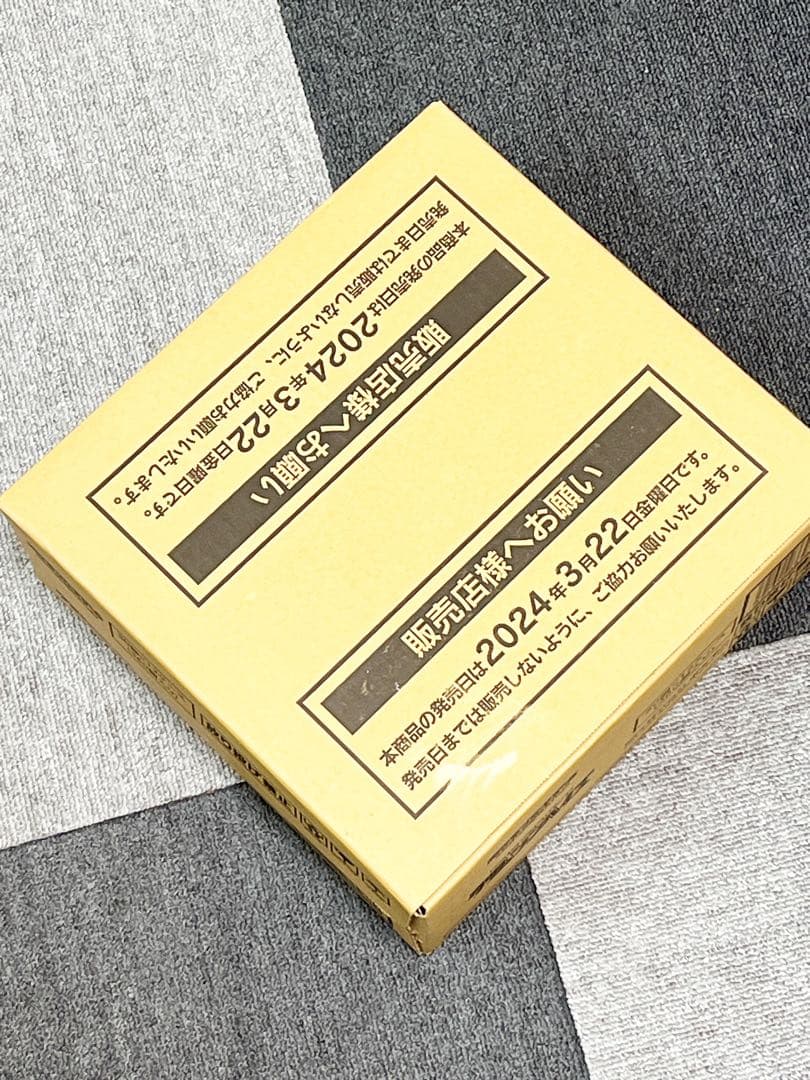 販売店様へお願い
本商品の発売日は2024年3月22日金曜日です。
発売日までは販売しないように、ご協力お願いいたします。
販売店様へお願い
本商品の発売日は2024年3月22日金曜日です。
発売日までは販売しないように、ご協力お願いいたします。